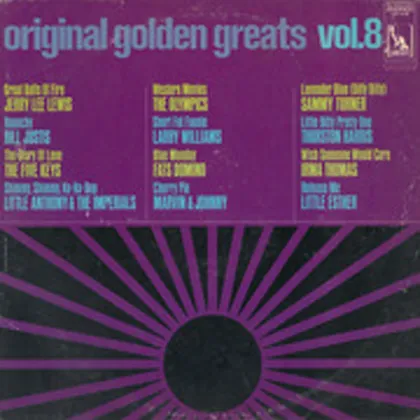 original golden greats vol.8
Great Balls Of Fire
JERRY LEE LEWIS
Raunchy
BILL JUSTIS
The Glory Of Love
THE FIVE KEYS
Shimmy, Shimmy, Ko-Ko-Bop
LITTLE ANTHONY & THE IMPERIALS
Western Movies
THE OLYMPICS
Short Fat Fannie
LARRY WILLIAMS
Blue Monday
FATS DOMINO
Cherry Pie
MARVIN & JOHNNY
Lavender Blue (Dilly Dilly)
SAMMY TURNER
Little Bitty Pretty One
THURSTON HARRIS
Wish Someone Would Care
IRMA THOMAS
Release Me
LITTLE ESTHER